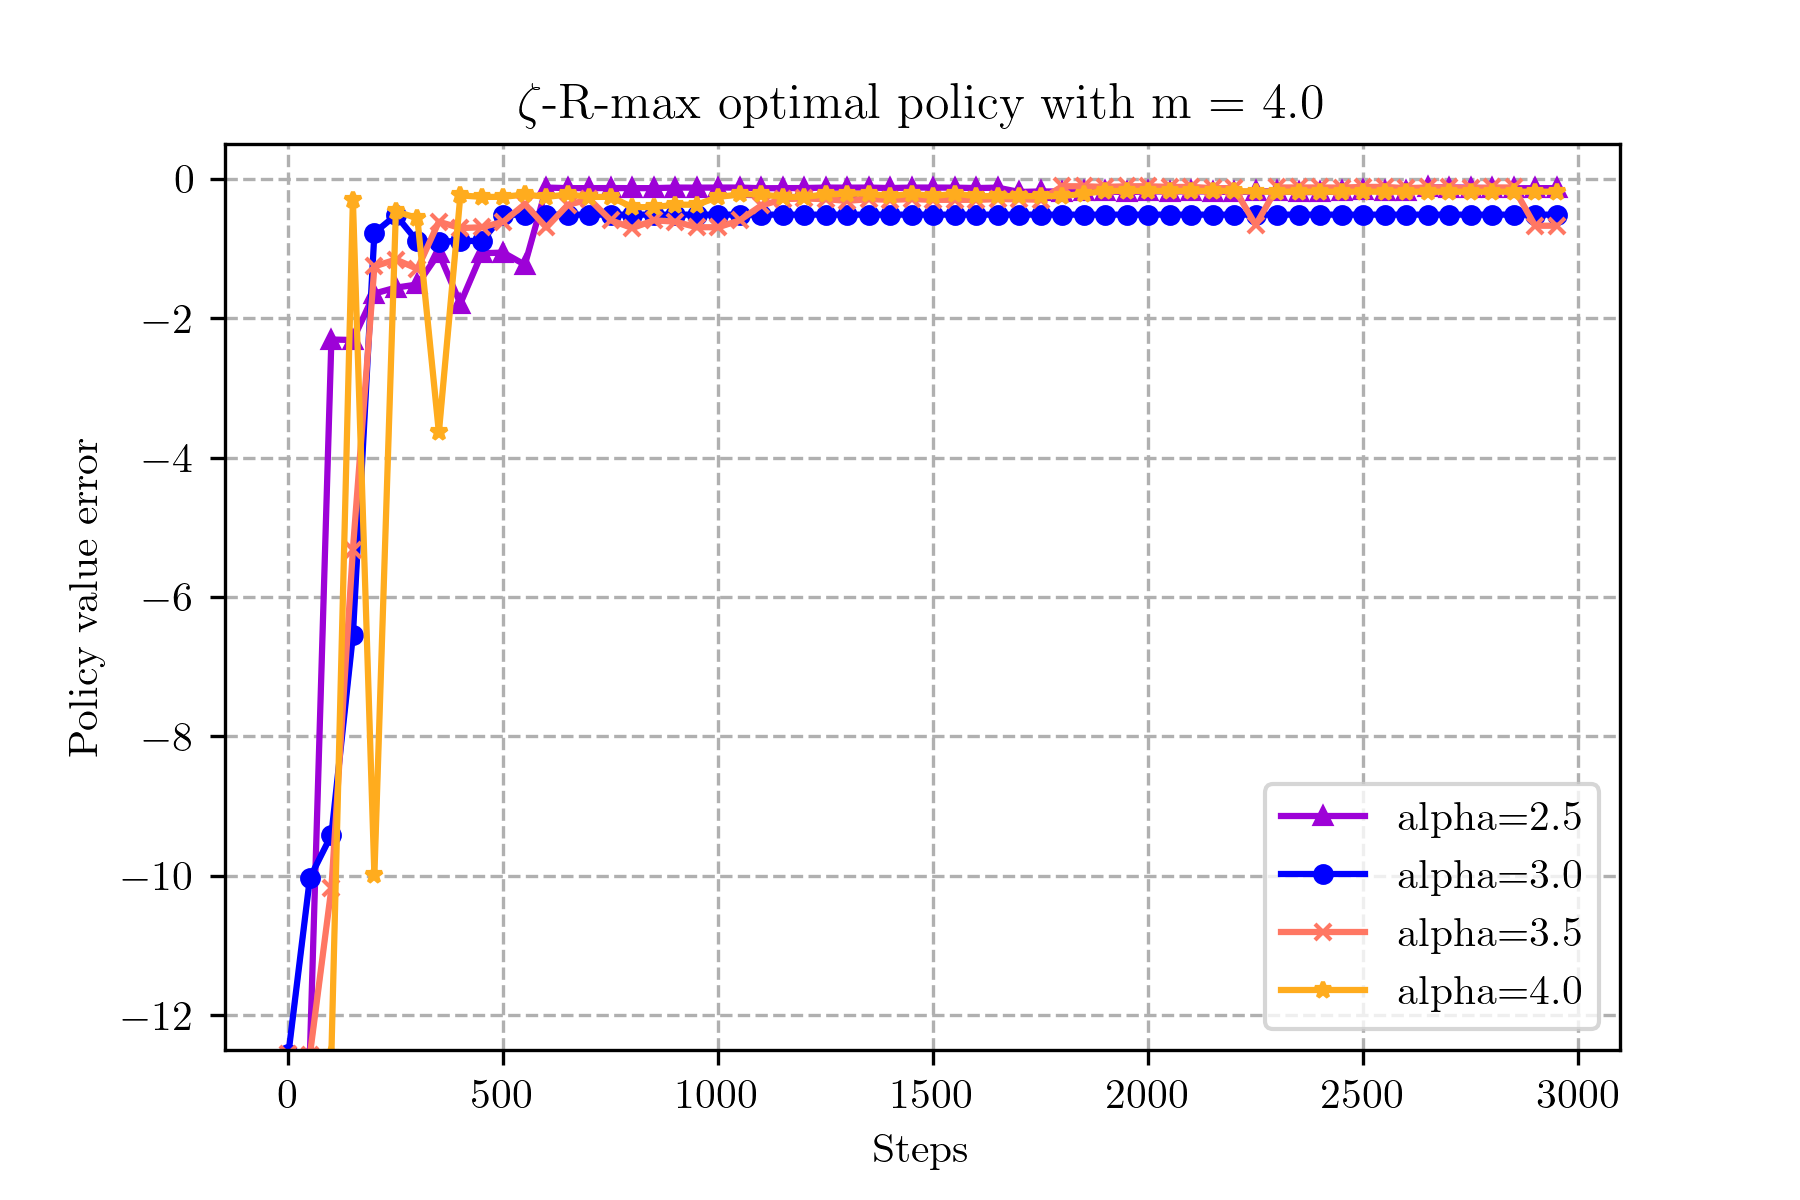 ζ-R-max optimal policy with m = 4.0
Policy value error
0
−2
−4
−6
−8
−10
−12
0 500 1000 1500 2000 2500 3000
Steps
alpha=2.5
alpha=3.0
alpha=3.5
alpha=4.0